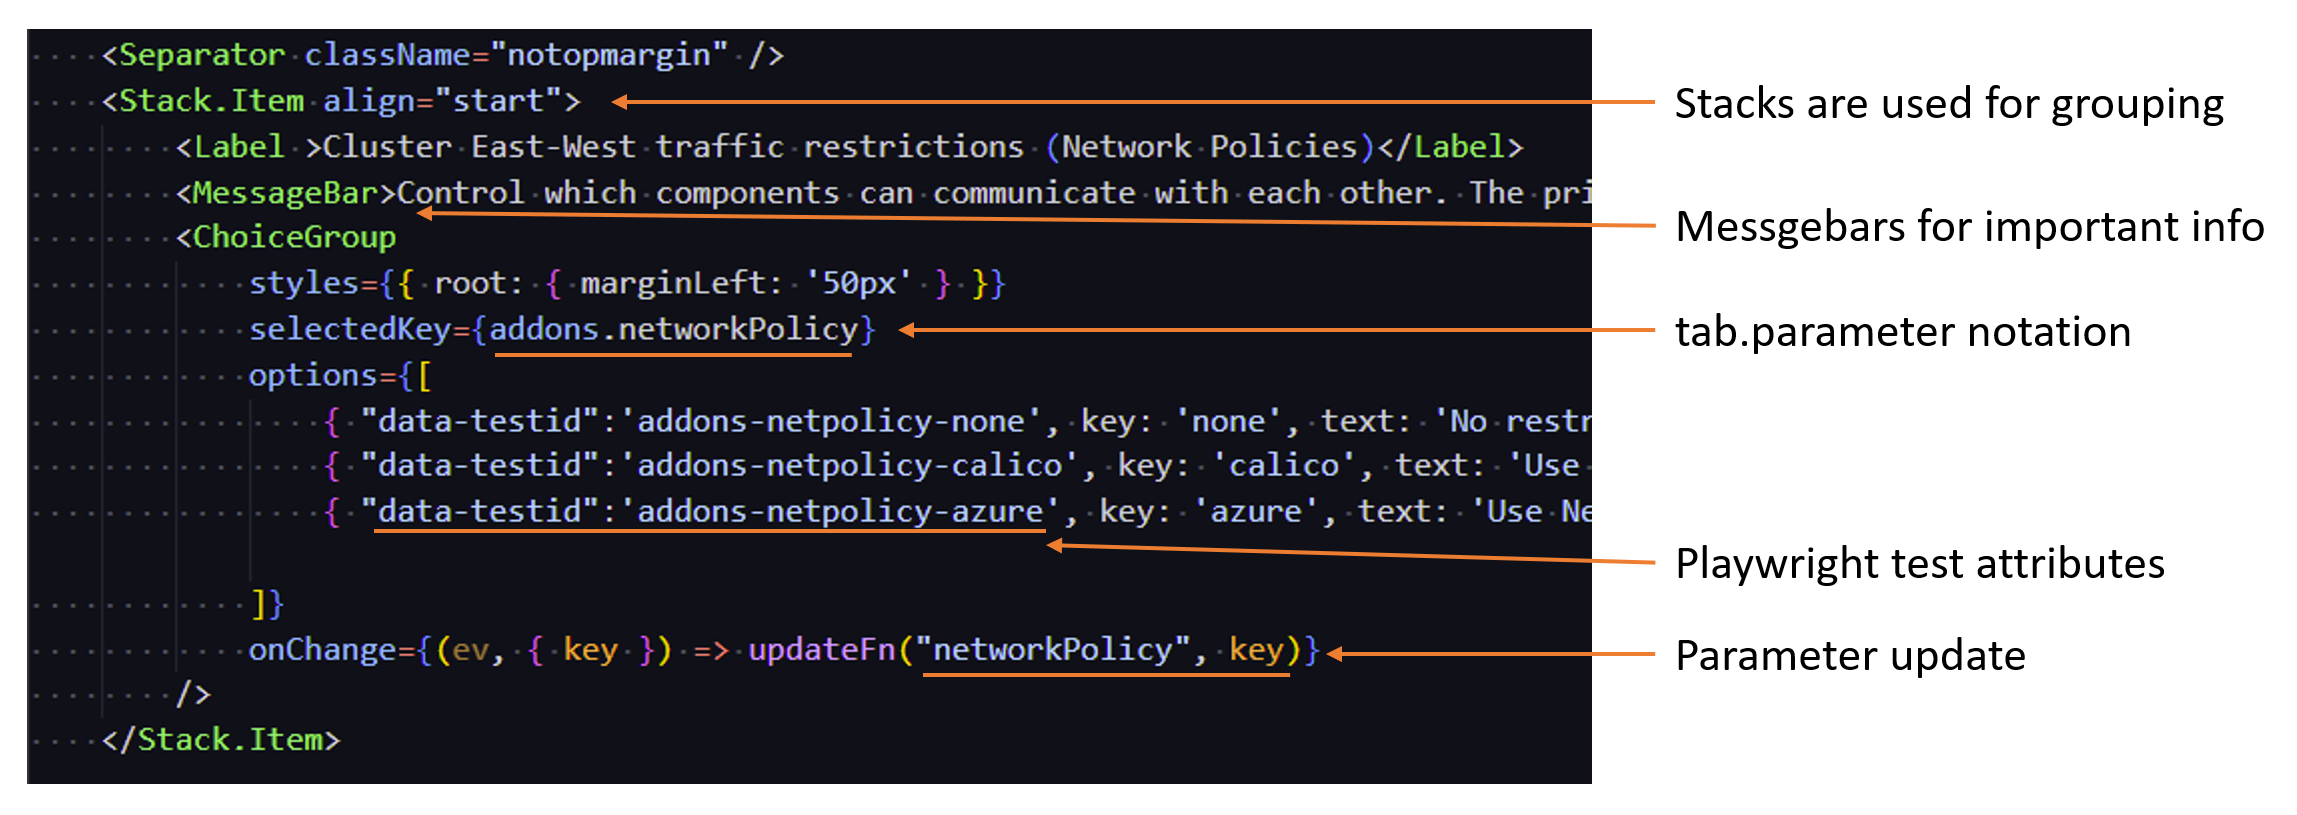 <Separator className="notopmargin" />
<Stack.Item align="start">
Stacks are used for grouping
<Label >Cluster East-West traffic restrictions (Network Policies)</Label>
<MessageBar>Control which components can communicate with each other. The pri
Messgebars for important info
<ChoiceGroup
styles={{ root: { marginLeft: '50px' } }}
selectedKey={addons.networkPolicy}
tab.parameter notation
options={[
{ "data-testid":'addons-netpolicy-none', key: 'none', text: 'No restr
{ "data-testid":'addons-netpolicy-calico', key: 'calico', text: 'Use
{ "data-testid":'addons-netpolicy-azure', key: 'azure', text: 'Use Ne
Playwright test attributes
]}
onChange={(ev, { key }) => updateFn("networkPolicy", key)}
Parameter update
/>
</Stack.Item>